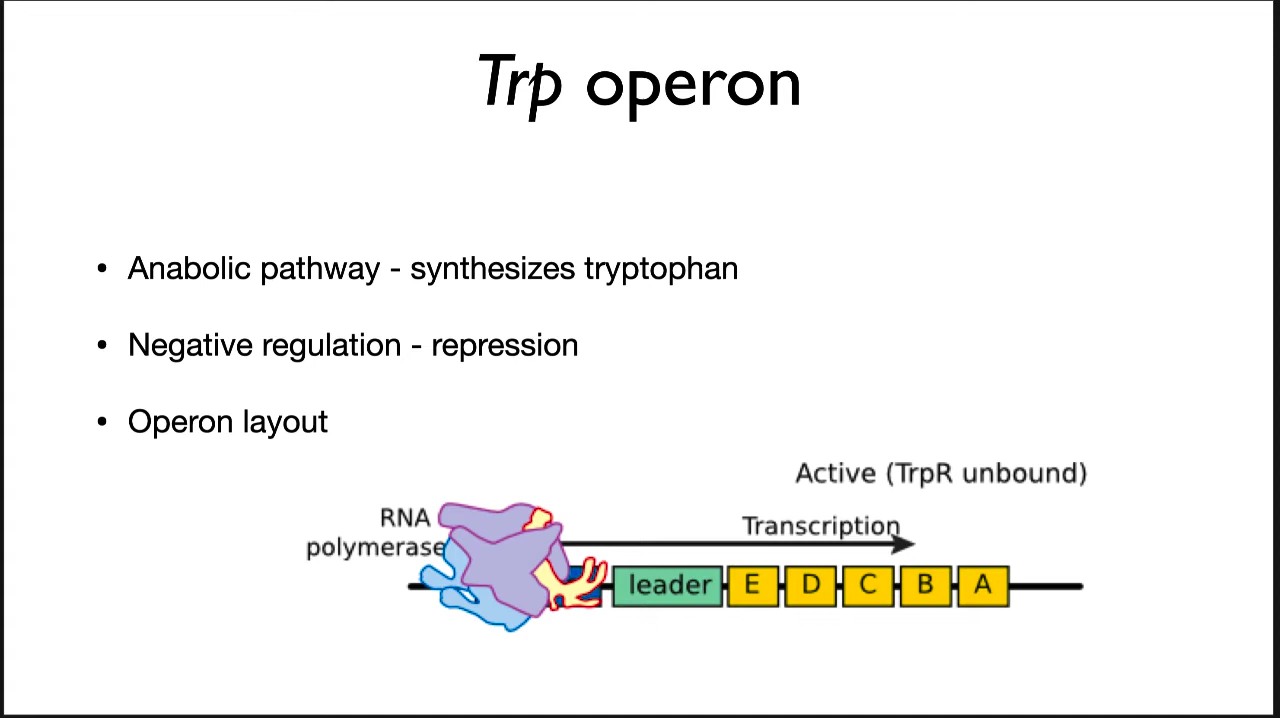 Trp operon
• Anabolic pathway - synthesizes tryptophan
• Negative regulation - repression
• Operon layout
Active (TrpR unbound)
RNA
polymerase
Transcription
leader E D C B A